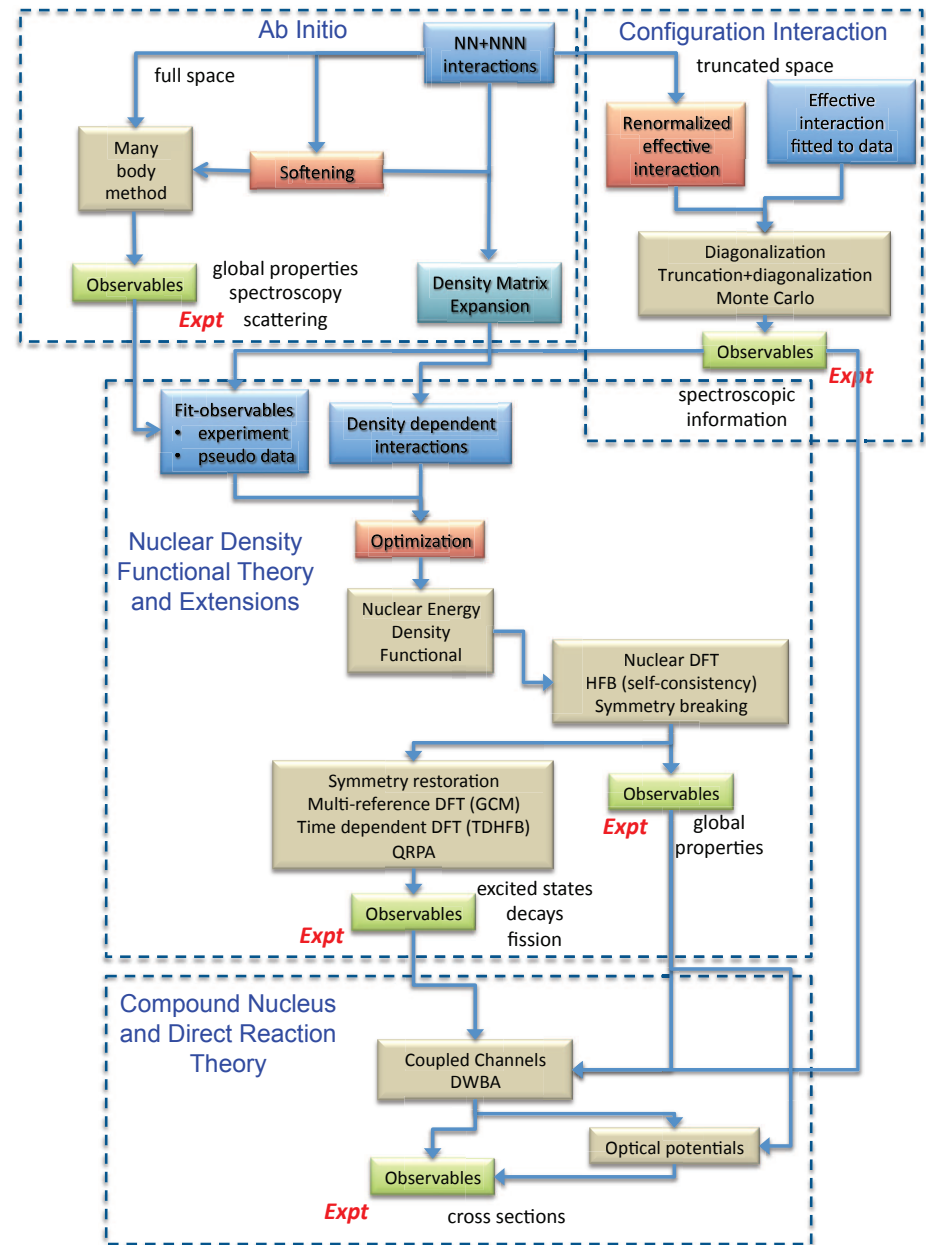 Ab Initio
Configuration Interaction
NN+NNN
interactions
full space
truncated space
Effective
interaction
fitted to data
Renormalized
effective
interaction
Many
body
method
Softening
Diagonalization
Truncation+diagonalization
Monte Carlo
Observables
global properties
spectroscopy
scattering
Expt
Density Matrix
Expansion
Observables
Expt
spectroscopic
information
Fit-observables
• experiment
• pseudo data
Density dependent
interactions
Nuclear Density
Functional Theory
and Extensions
Optimization
Nuclear Energy
Density
Functional
Nuclear DFT
HFB (self-consistency)
Symmetry breaking
Symmetry restoration
Multi-reference DFT (GCM)
Time dependent DFT (TDHFB)
QRPA
Observables
Expt
global
properties
Observables
Expt
excited states
decays
fission
Compound Nucleus
and Direct Reaction
Theory
Coupled Channels
DWBA
Optical potentials
Observables
Expt
cross sections